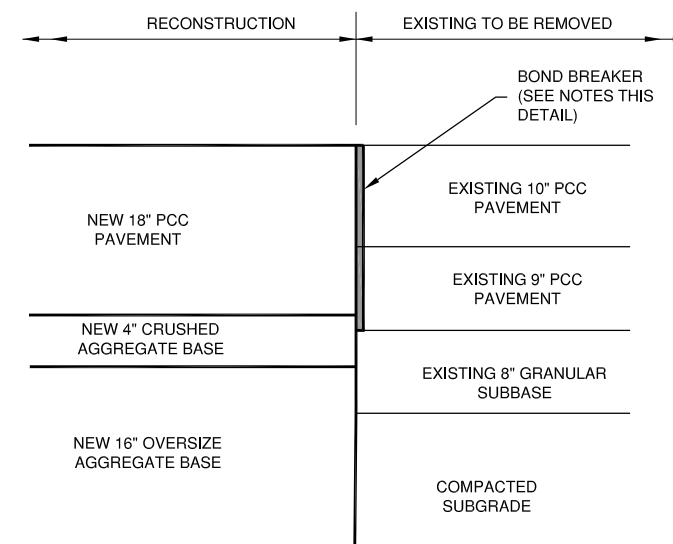 RECONSTRUCTION
EXISTING TO BE REMOVED
BOND BREAKER
(SEE NOTES THIS
DETAIL)
NEW 18" PCC
PAVEMENT
EXISTING 10" PCC
PAVEMENT
EXISTING 9" PCC
PAVEMENT
NEW 4" CRUSHED
AGGREGATE BASE
EXISTING 8" GRANULAR
SUBBASE
NEW 16" OVERSIZE
AGGREGATE BASE
COMPACTED
SUBGRADE